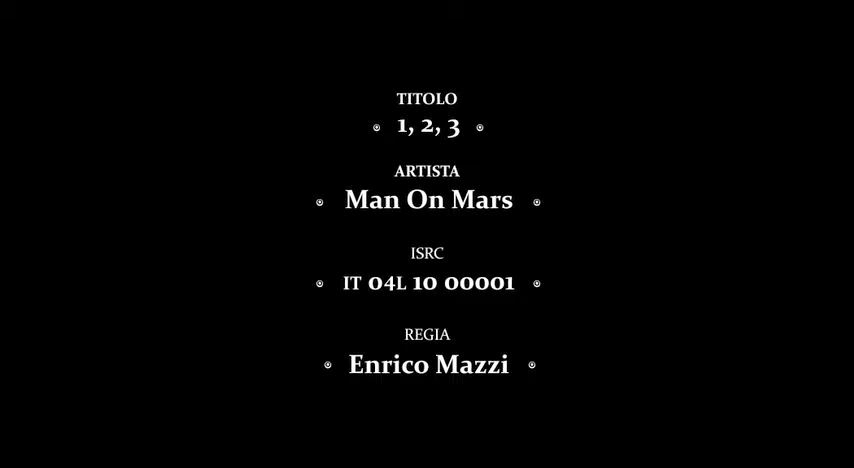 TITOLO
1, 2, 3
ARTISTA
Man On Mars
ISRC
IT 04L 10 00001
REGIA
Enrico Mazzi